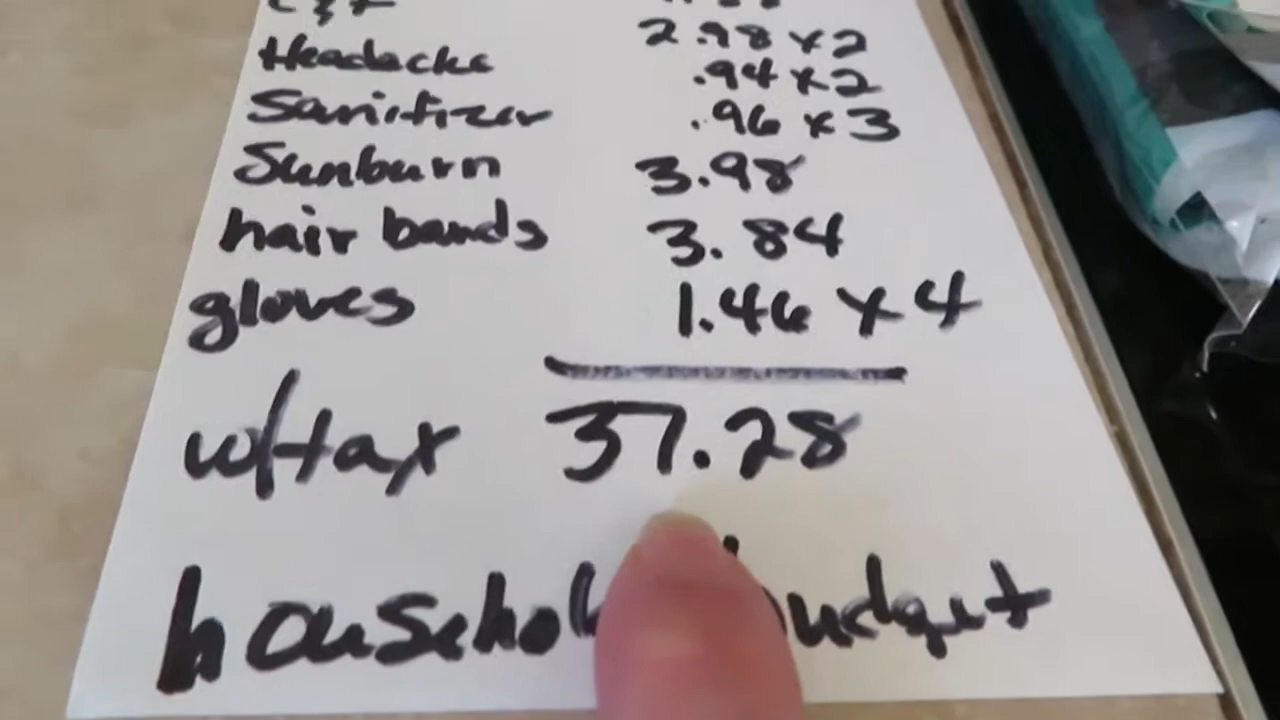 Headache 2.98 x 2
.94 x 2
Sanitizer .96 x 3
Sunburn 3.98
hair bands 3.84
gloves 1.46 x 4
w/tax 37.28
household budget